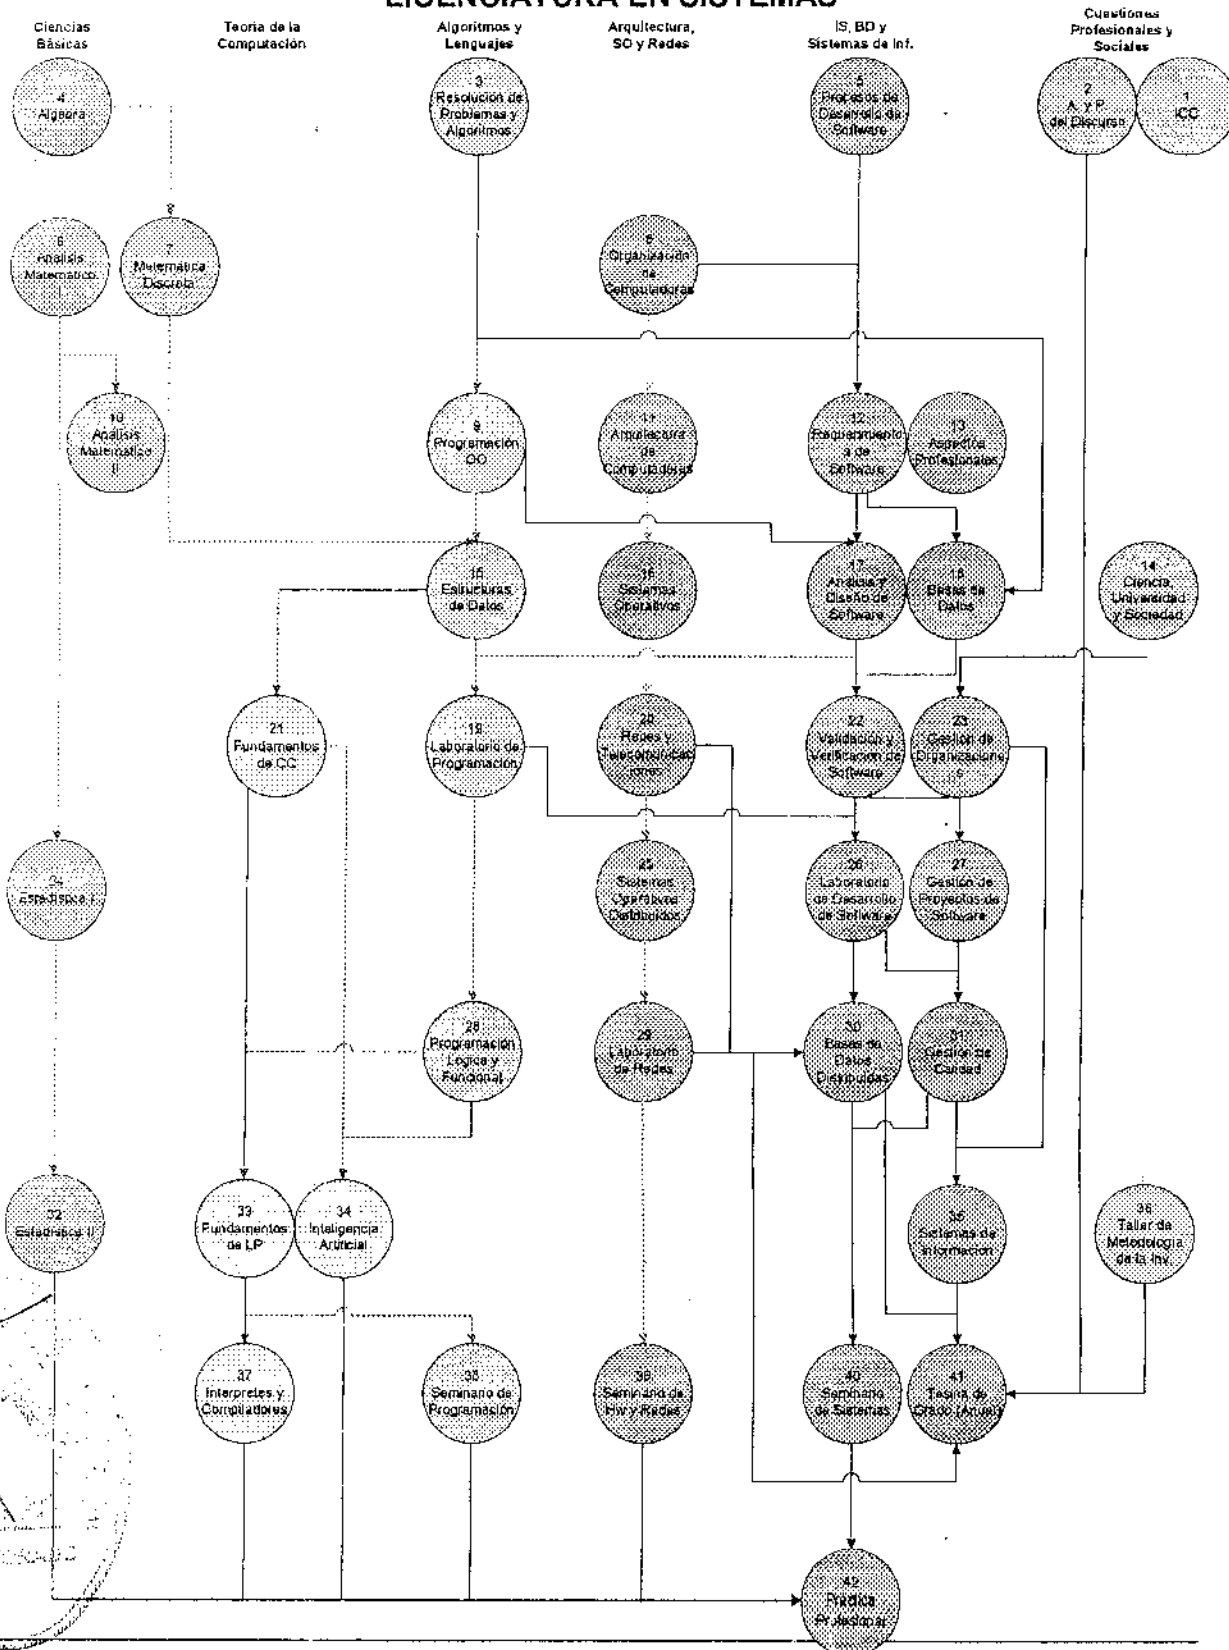 LICENCIATURA EN SISTEMAS
Ciencias
Básicas
Teoría de la
Computación
Algoritmos y
Lenguajes
Arquitectura,
SO y Redes
IS, BD y
Sistemas de Inf.
Cuestiones
Profesionales y
Sociales
4
Algebra
3
Resolución de
Problemas y
Algoritmos
5
Procesos de
Desarrollo de
Software
2
A. y P.
del Discurso
1
ICC
6
Análisis
Matemático
I
7
Matemática
Discreta
8
Organización
de
Computadoras
10
Análisis
Matemático
II
9
Programación
OO
11
Arquitectura
de
Computadoras
12
Requerimiento
s de
Software
13
Aspectos
Profesionales
15
Estructuras
de Datos
16
Sistemas
Operativos
17
Análisis y
Diseño de
Software
18
Bases de
Datos
14
Ciencia,
Universidad
y Sociedad
21
Fundamentos
de CC
19
Laboratorio de
Programación
20
Redes y
Telecomunicac
iones
22
Validación y
Verificación de
Software
23
Gestión de
Organizacione
s
24
Estadística I
25
Sistemas
Operativos
Distribuidos
26
Laboratorio
de Desarrollo
de Software
27
Gestión de
Proyectos de
Software
28
Programación
Lógica y
Funcional
29
Laboratorio
de Redes
30
Bases de
Datos
Distribuidas
31
Gestión de
Calidad
32
Estadística II
33
Fundamentos
de LP
34
Inteligencia
Artificial
35
Sistemas de
Información
36
Taller de
Metodología
de la Inv.
37
Interpretes y
Compiladores
38
Seminario de
Programación
39
Seminario de
Hw y Redes
40
Seminario
de Sistemas
41
Tesina de
Grado (Anual)
42
Práctica
Profesional